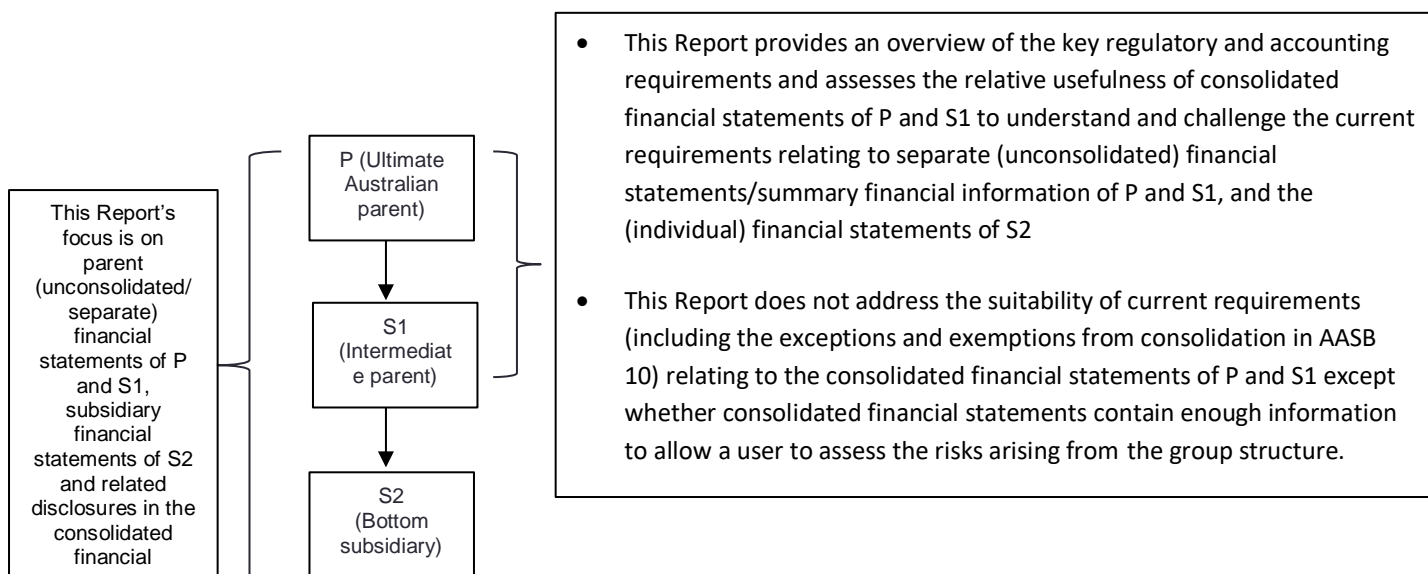 This Report's
focus is on
parent
(unconsolidated/
separate)
financial
statements of P
and S1,
subsidiary
financial
statements of S2
and related
disclosures in the
consolidated
financial
P (Ultimate
Australian
parent)
S1
(Intermediat
e parent)
S2
(Bottom
subsidiary)
• This Report provides an overview of the key regulatory and accounting
requirements and assesses the relative usefulness of consolidated
financial statements of P and S1 to understand and challenge the current
requirements relating to separate (unconsolidated) financial
statements/summary financial information of P and S1, and the
(individual) financial statements of S2
• This Report does not address the suitability of current requirements
(including the exceptions and exemptions from consolidation in AASB
10) relating to the consolidated financial statements of P and S1 except
whether consolidated financial statements contain enough information
to allow a user to assess the risks arising from the group structure.